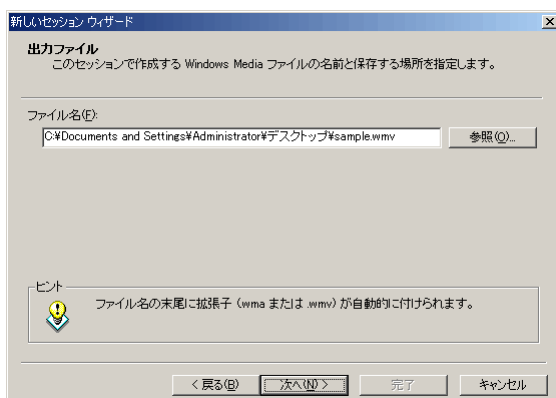 新しいセッション ウィザード
出力ファイル
このセッションで作成する Windows Media ファイルの名前と保存する場所を指定します。
ファイル名(F):
C:¥Documents and Settings¥Administrator¥デスクトップ¥sample.wmv
参照(O)...
ヒント
ファイル名の末尾に拡張子 (wma または .wmv) が自動的に付けられます。
< 戻る(B)
次へ(N) >
完了
キャンセル